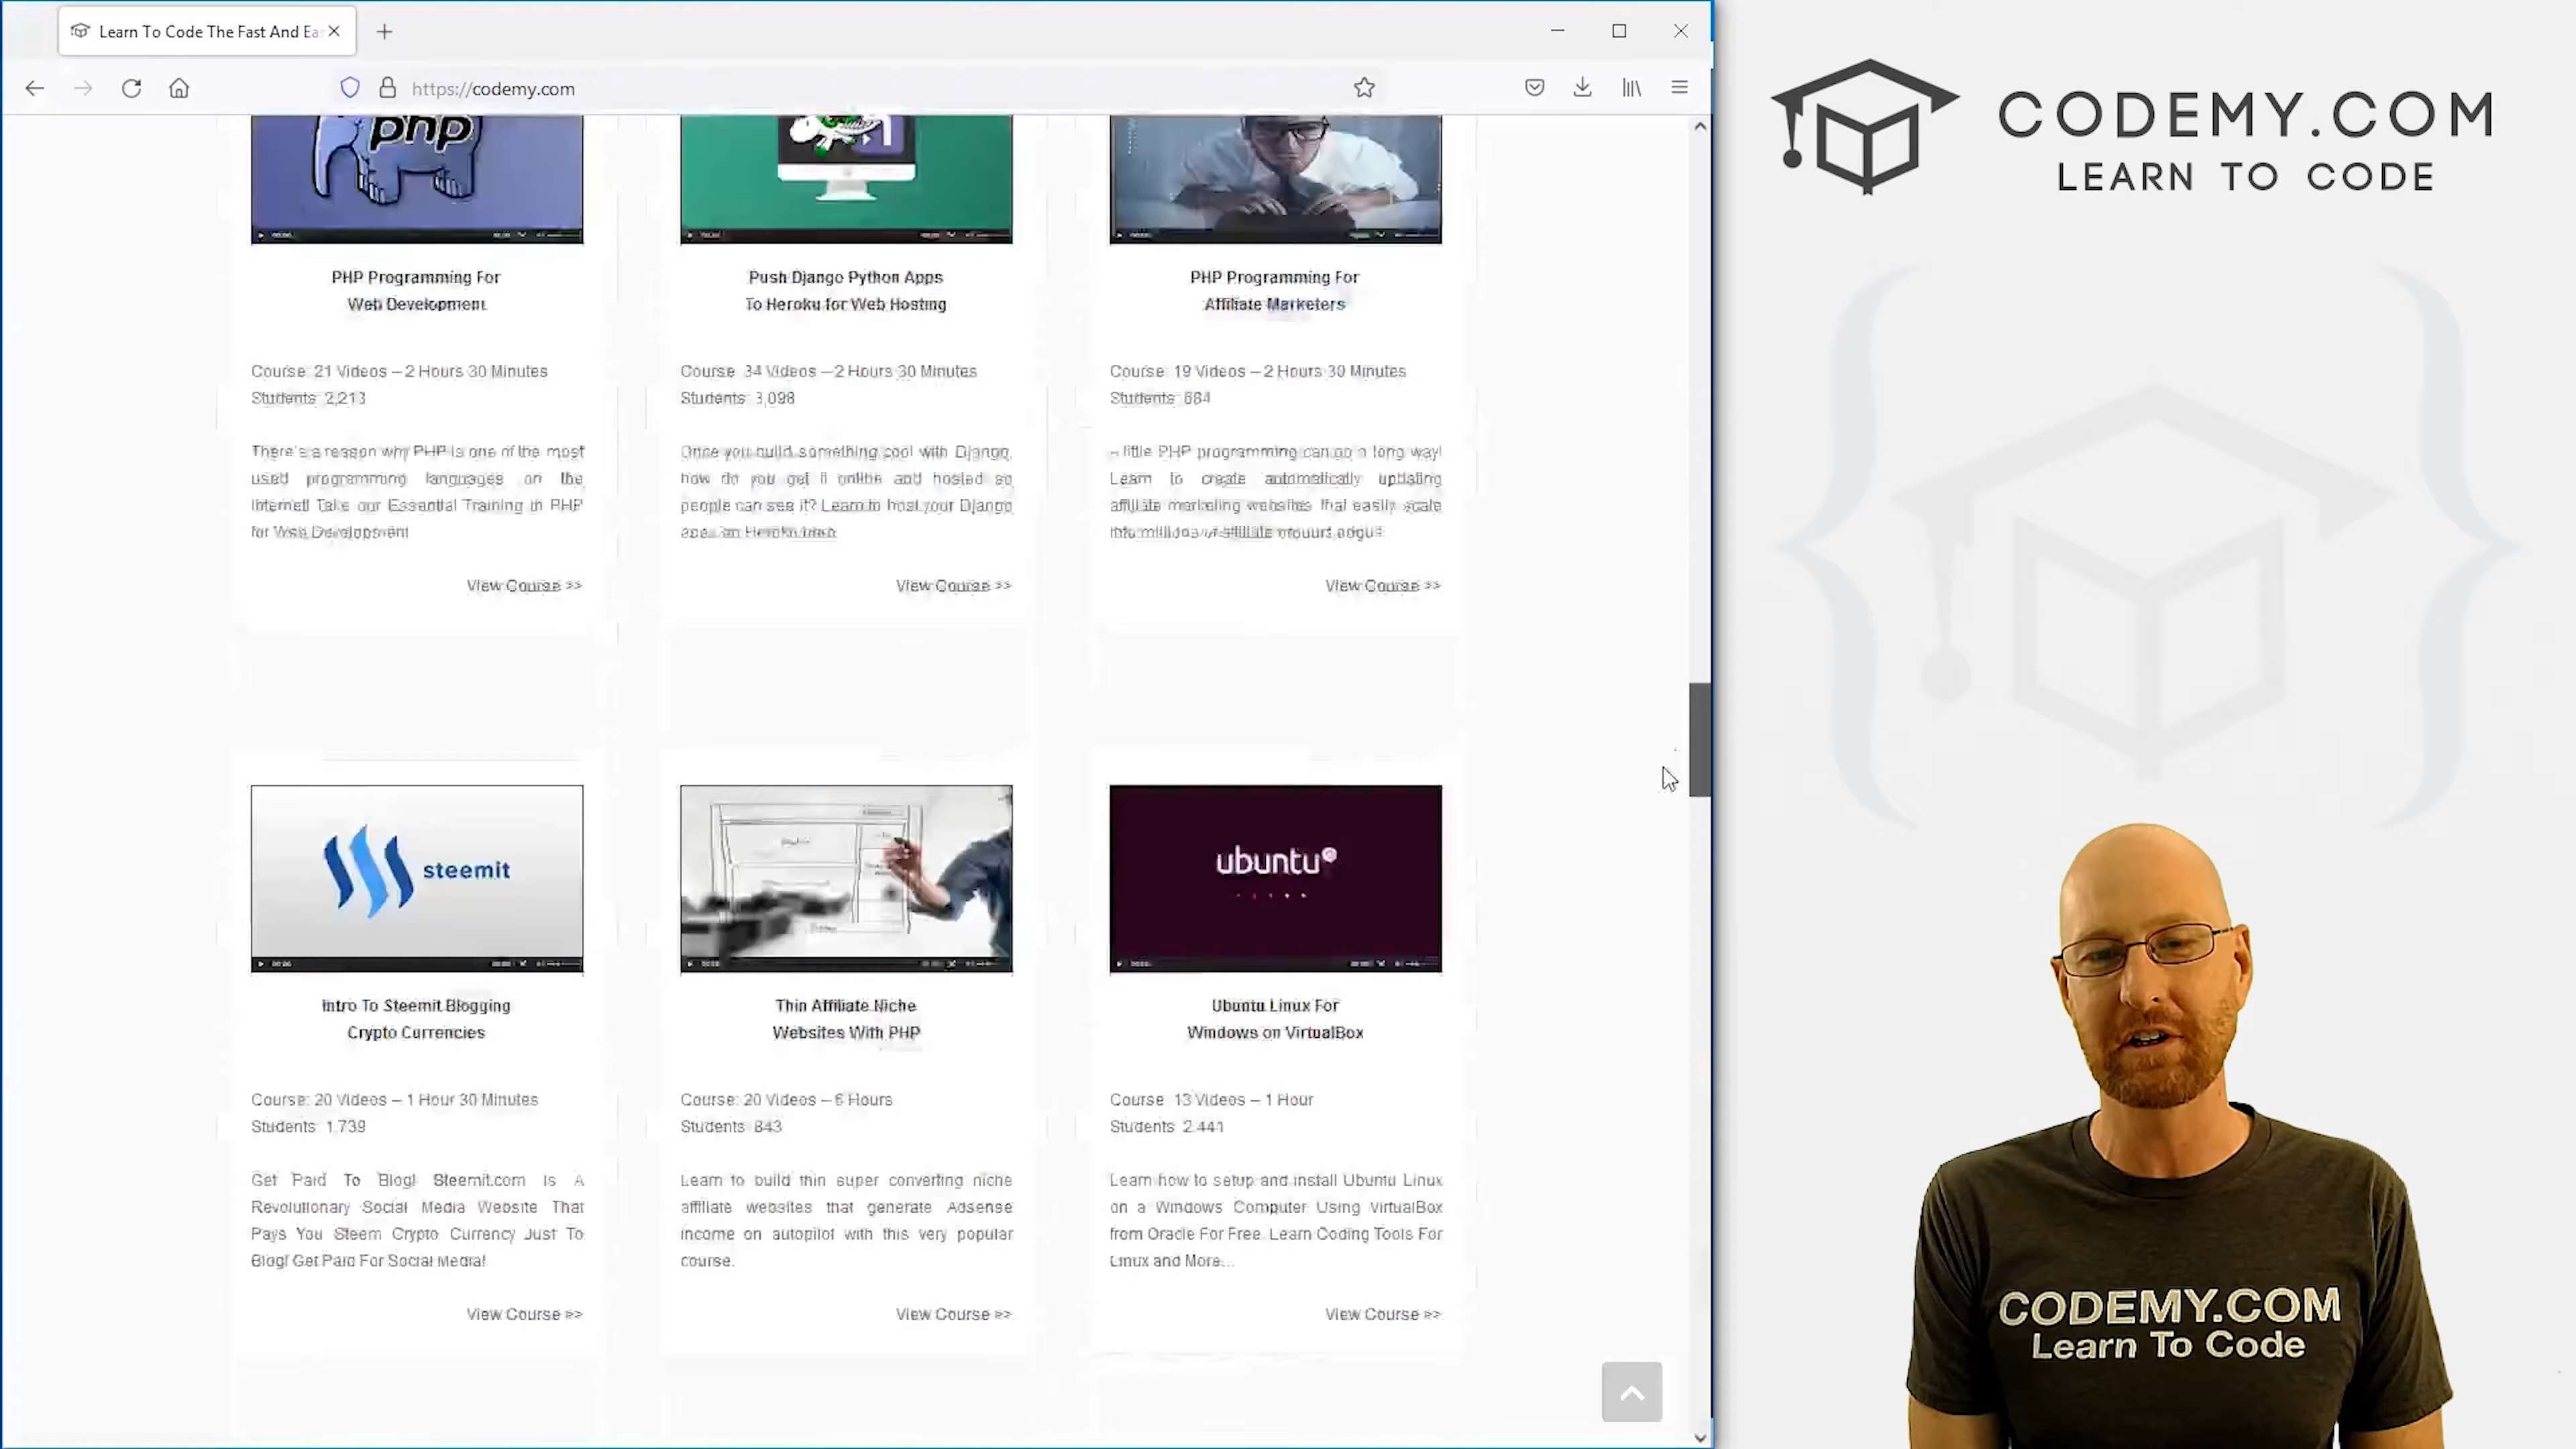 Learn To Code The Fast And Ea
https://codemy.com
CODEMY.COM
LEARN TO CODE
php
PHP Programming For
Web Development
Course: 21 Videos – 2 Hours 30 Minutes
Students: 2,213
There's a reason why PHP is one of the most
used programming languages on the
Internet! Take our Essential Training in PHP
for Web Development
View Course >>
Push Django Python Apps
To Heroku for Web Hosting
Course: 34 Videos – 2 Hours 30 Minutes
Students: 3,098
Once you build something cool with Django,
how do you get it online and hosted so
people can see it? Learn to host your Django
View Course >>
PHP Programming For
Affiliate Marketers
Course: 19 Videos – 2 Hours 30 Minutes
Students: 684
little PHP programming can go a long way!
Learn to create automatically updating
affiliate marketing websites that easily scale
View Course >>
steemit
Intro To Steemit Blogging
Crypto Currencies
Course: 20 Videos – 1 Hour 30 Minutes
Students: 1,739
Get Paid To Blog! Steemit.com Is A
Revolutionary Social Media Website That
Pays You Steem Crypto Currency Just To
Blog! Get Paid For Social Media!
View Course >>
Thin Affiliate Niche
Websites With PHP
Course: 20 Videos – 6 Hours
Students: 843
Learn to build thin super converting niche
affiliate websites that generate Adsense
income on autopilot with this very popular
course.
View Course >>
ubuntu
Ubuntu Linux For
Windows on VirtualBox
Course: 13 Videos – 1 Hour
Students: 2,441
Learn how to setup and install Ubuntu Linux
on a Windows Computer Using VirtualBox
from Oracle For Free. Learn Coding Tools For
Linux and More...
View Course >>
CODEMY.COM
Learn To Code